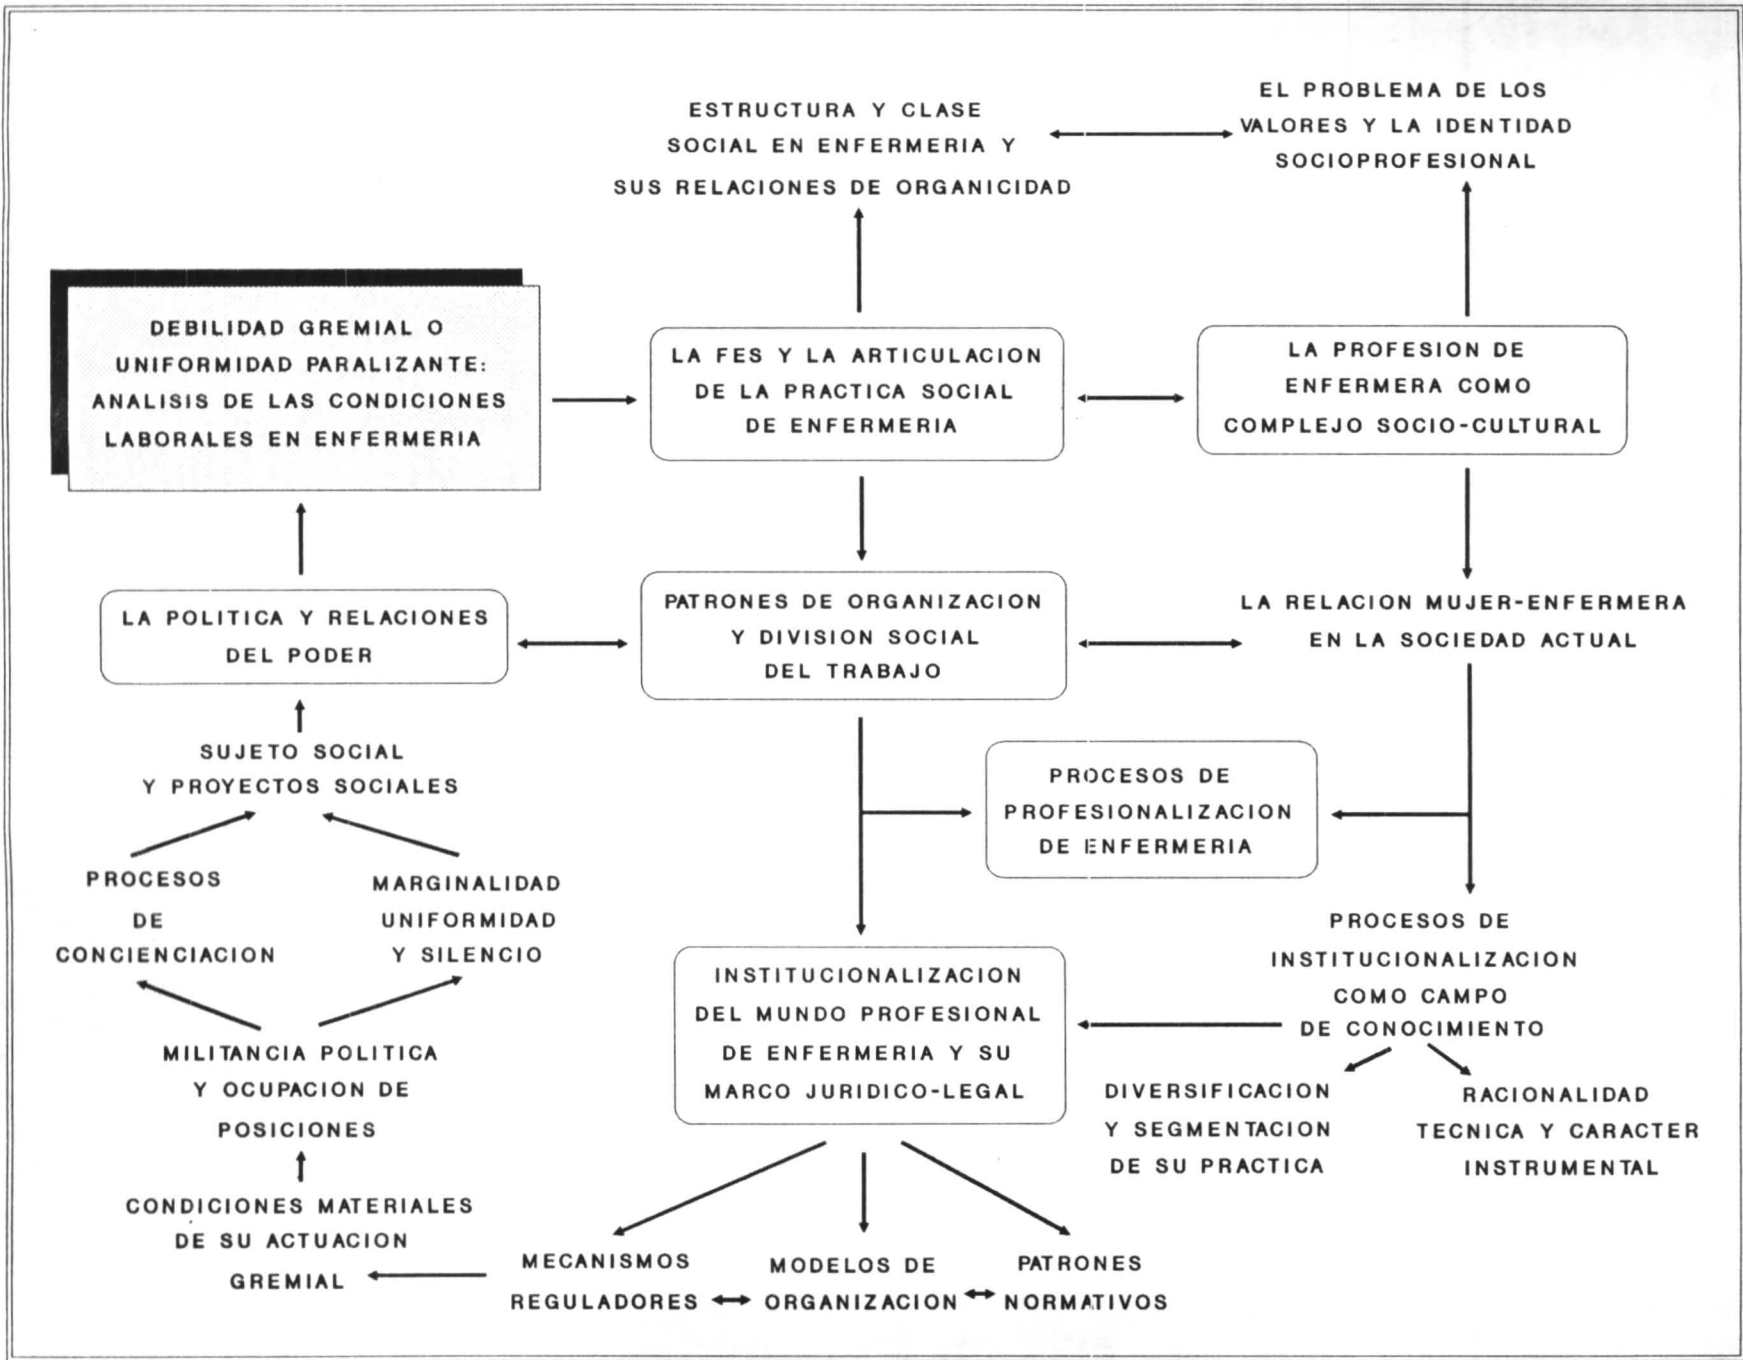 ESTRUCTURA Y CLASE
SOCIAL EN ENFERMERIA Y
SUS RELACIONES DE ORGANICIDAD
EL PROBLEMA DE LOS
VALORES Y LA IDENTIDAD
SOCIOPROFESIONAL
DEBILIDAD GREMIAL O
UNIFORMIDAD PARALIZANTE:
ANALISIS DE LAS CONDICIONES
LABORALES EN ENFERMERIA
LA FES Y LA ARTICULACION
DE LA PRACTICA SOCIAL
DE ENFERMERIA
LA PROFESION DE
ENFERMERA COMO
COMPLEJO SOCIO-CULTURAL
LA POLITICA Y RELACIONES
DEL PODER
PATRONES DE ORGANIZACION
Y DIVISION SOCIAL
DEL TRABAJO
LA RELACION MUJER-ENFERMERA
EN LA SOCIEDAD ACTUAL
SUJETO SOCIAL
Y PROYECTOS SOCIALES
PROCESOS DE
PROFESIONALIZACION
DE ENFERMERIA
PROCESOS
DE
CONCIENCIACION
MARGINALIDAD
UNIFORMIDAD
Y SILENCIO
INSTITUCIONALIZACION
DEL MUNDO PROFESIONAL
DE ENFERMERIA Y SU
MARCO JURIDICO-LEGAL
PROCESOS DE
INSTITUCIONALIZACION
COMO CAMPO
DE CONOCIMIENTO
MILITANCIA POLITICA
Y OCUPACION DE
POSICIONES
DIVERSIFICACION
Y SEGMENTACION
DE SU PRACTICA
RACIONALIDAD
TECNICA Y CARACTER
INSTRUMENTAL
CONDICIONES MATERIALES
DE SU ACTUACION
GREMIAL
MECANISMOS
REGULADORES
MODELOS DE
ORGANIZACION
PATRONES
NORMATIVOS